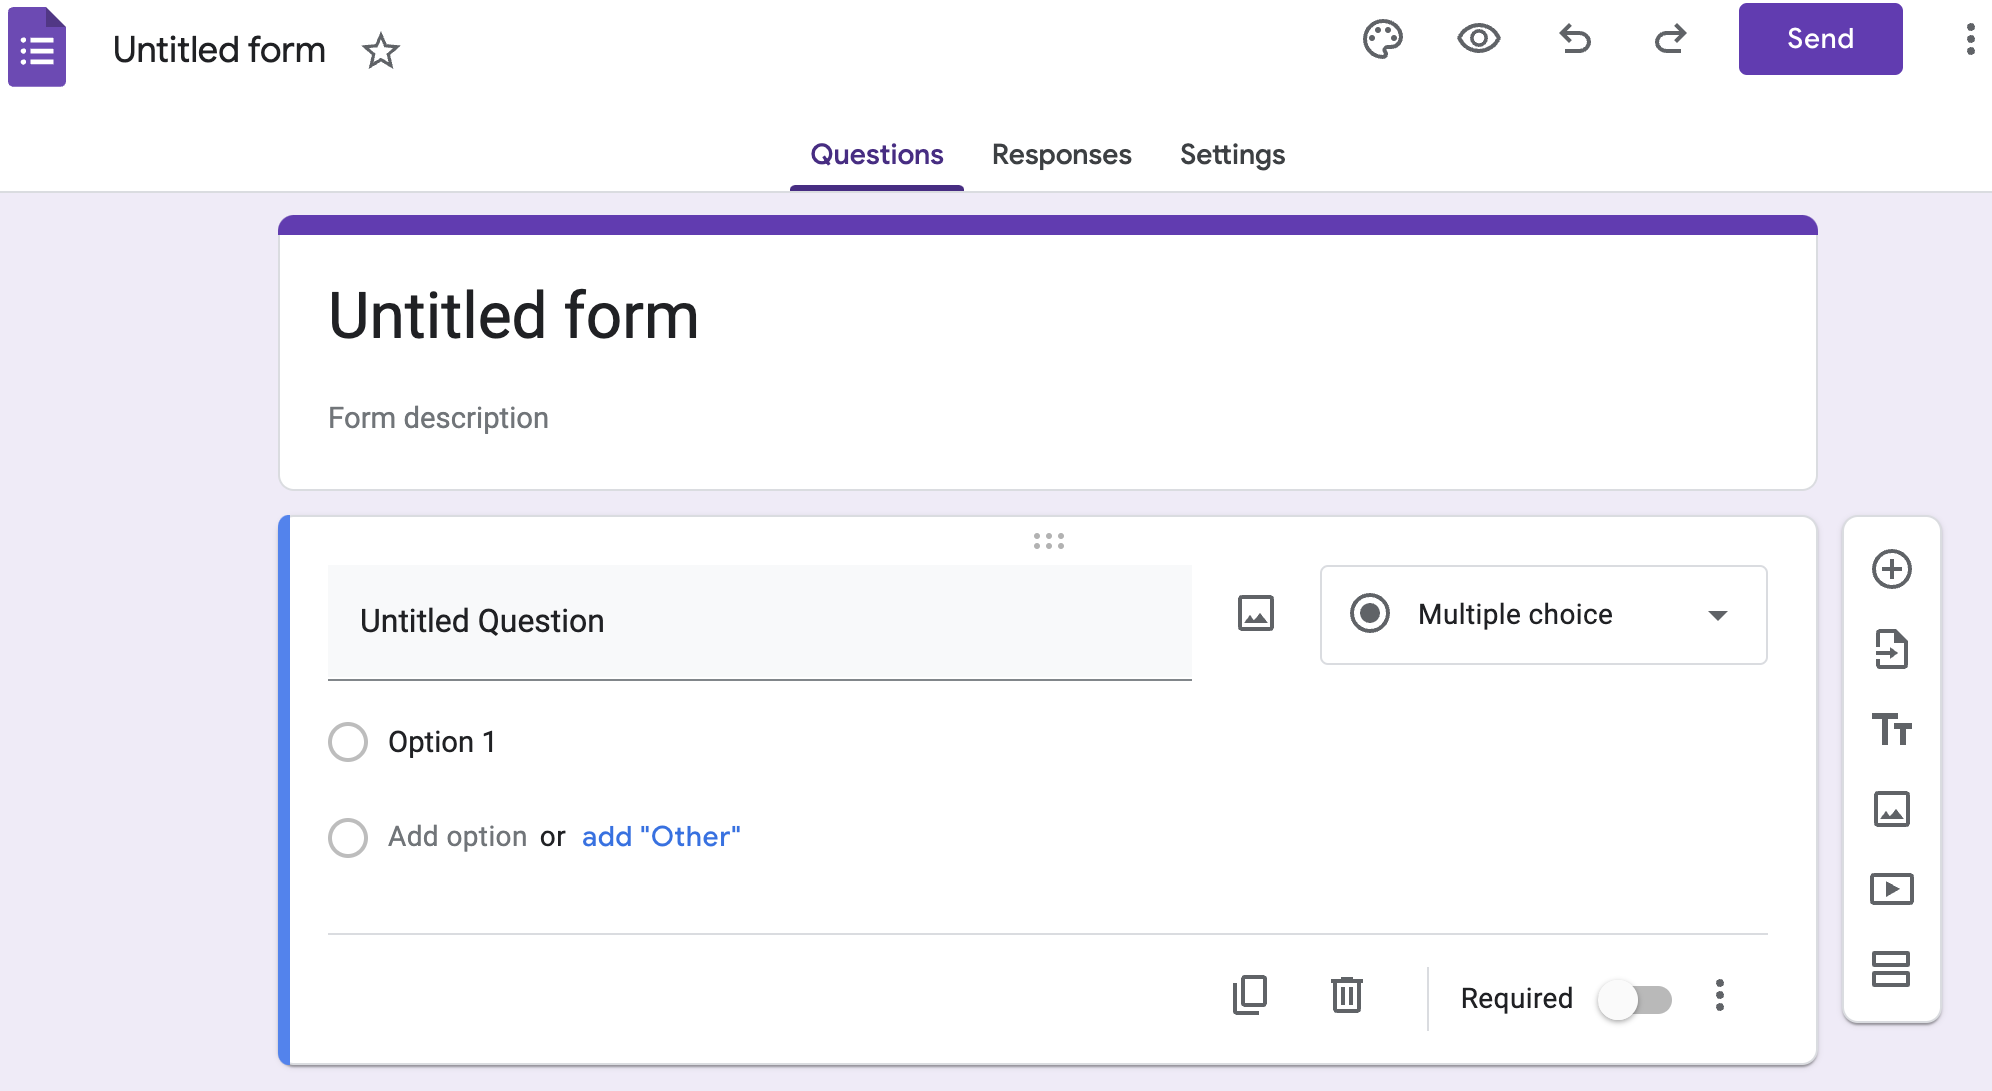 Untitled form
Send
Questions Responses Settings
Untitled form
Form description
Untitled Question
Multiple choice
Option 1
Add option or add "Other"
Required